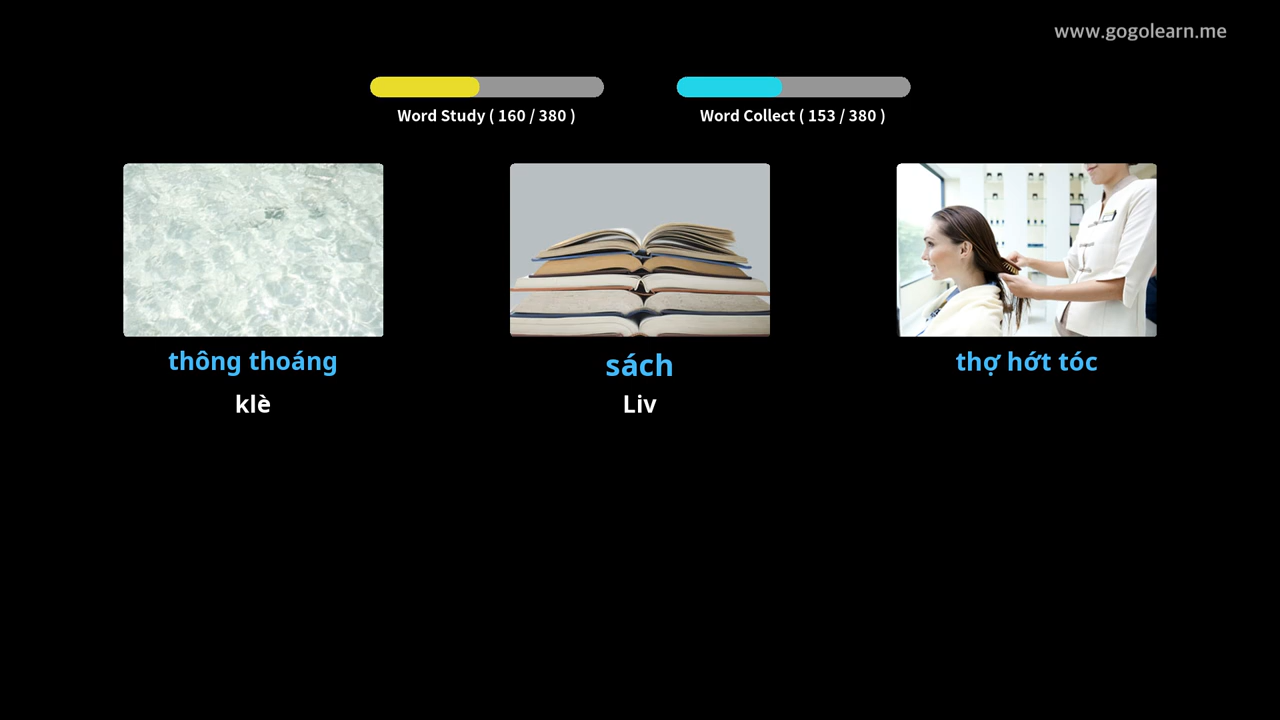 www.gogolearn.me
Word Study ( 160 / 380 )
Word Collect ( 153 / 380 )
thông thoáng
sách
thợ hớt tóc
klè
Liv